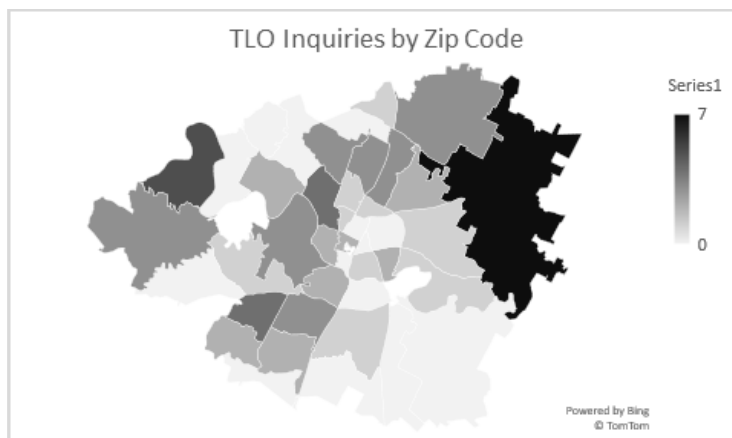 TLO Inquiries by Zip Code
Series1
7
0
Powered by Bing
© TomTom